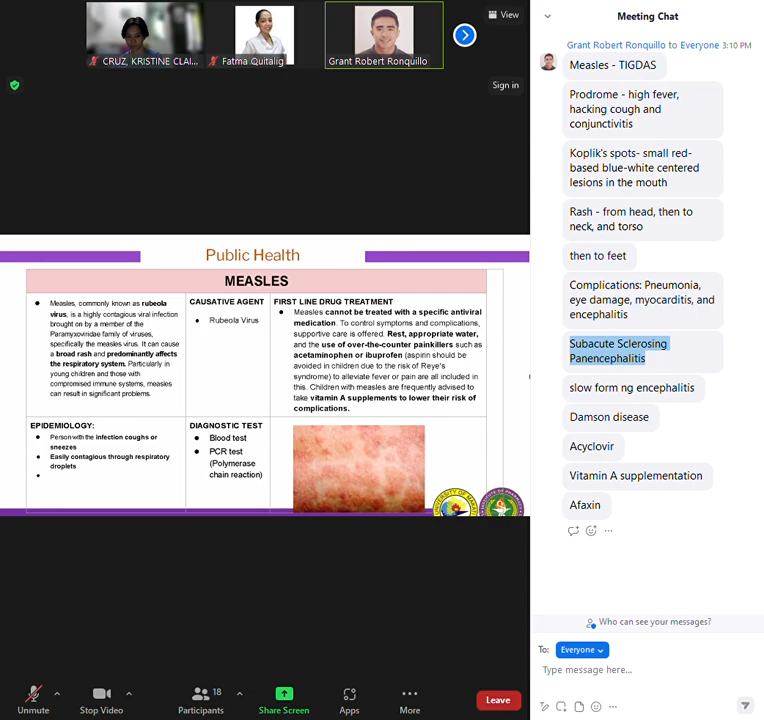 View
CRUZ, KRISTINE CLAI...
Fatma Quitalig
Grant Robert Ronquillo
Sign in
Public Health
MEASLES
Measles, commonly known as rubeola
virus, is a highly contagious viral infection
brought on by a member of the
Paramyxoviridae family of viruses,
specifically the measles virus. It can cause
a broad rash and predominantly affects
the respiratory system. Particularly in
young children and those with
compromised immune systems, measles
can result in significant problems.
CAUSATIVE AGENT
Rubeola Virus
FIRST LINE DRUG TREATMENT
Measles cannot be treated with a specific antiviral
medication. To control symptoms and complications,
supportive care is offered. Rest, appropriate water,
and the use of over-the-counter painkillers such as
acetaminophen or ibuprofen (aspirin should be
avoided in children due to the risk of Reye's
syndrome) to alleviate fever or pain are all included in
this. Children with measles are frequently advised to
take vitamin A supplements to lower their risk of
complications.
EPIDEMIOLOGY:
Person with the infection coughs or
sneezes
Easily contagious through respiratory
droplets
DIAGNOSTIC TEST
Blood test
PCR test
(Polymerase
chain reaction)
Unmute
Stop Video
18
Participants
Share Screen
Apps
More
Leave
Meeting Chat
Grant Robert Ronquillo to Everyone 3:10 PM
Measles - TIGDAS
Prodrome - high fever,
hacking cough and
conjunctivitis
Koplik's spots- small red-
based blue-white centered
lesions in the mouth
Rash - from head, then to
neck, and torso
then to feet
Complications: Pneumonia,
eye damage, myocarditis, and
encephalitis
Subacute Sclerosing
Panencephalitis
slow form ng encephalitis
Damson disease
Acyclovir
Vitamin A supplementation
Afaxin
Who can see your messages?
To: Everyone
Type message here...